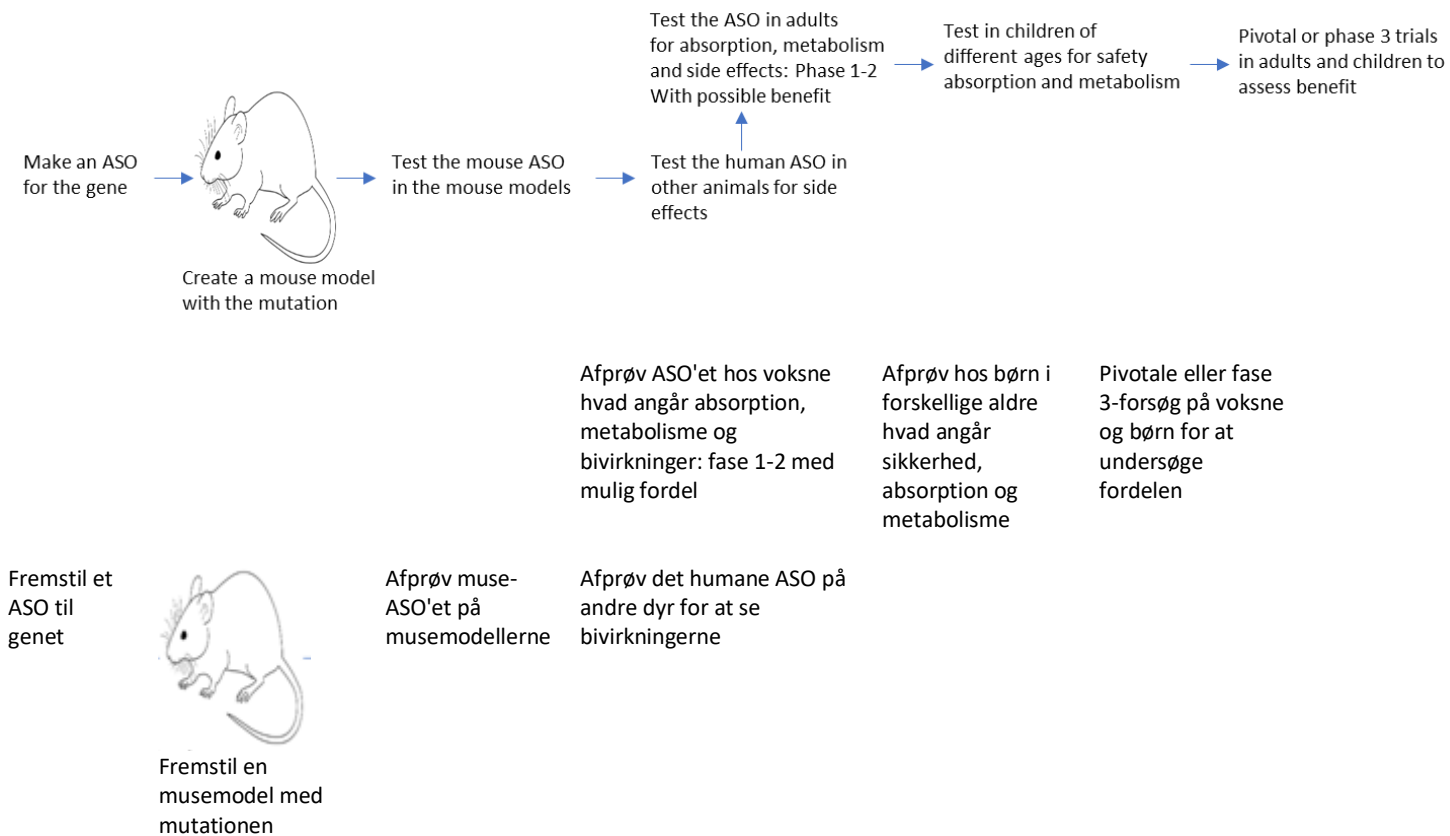 Make an ASO
for the gene
Create a mouse model
with the mutation
Test the mouse ASO
in the mouse models
Test the human ASO in
other animals for side
effects
Test the ASO in adults
for absorption, metabolism
and side effects: Phase 1-2
With possible benefit
Test in children of
different ages for safety
absorption and metabolism
Pivotal or phase 3 trials
in adults and children to
assess benefit
Fremstil et
ASO til
genet
Fremstil en
musemodel med
mutationen
Afprøv muse-
ASO'et på
musemodellerne
Afprøv det humane ASO på
andre dyr for at se
bivirkningerne
Afprøv ASO'et hos voksne
hvad angår absorption,
metabolisme og
bivirkninger: fase 1-2 med
mulig fordel
Afprøv hos børn i
forskellige aldre
hvad angår
sikkerhed,
absorption og
metabolisme
Pivotale eller fase
3-forsøg på voksne
og børn for at
undersøge
fordelen